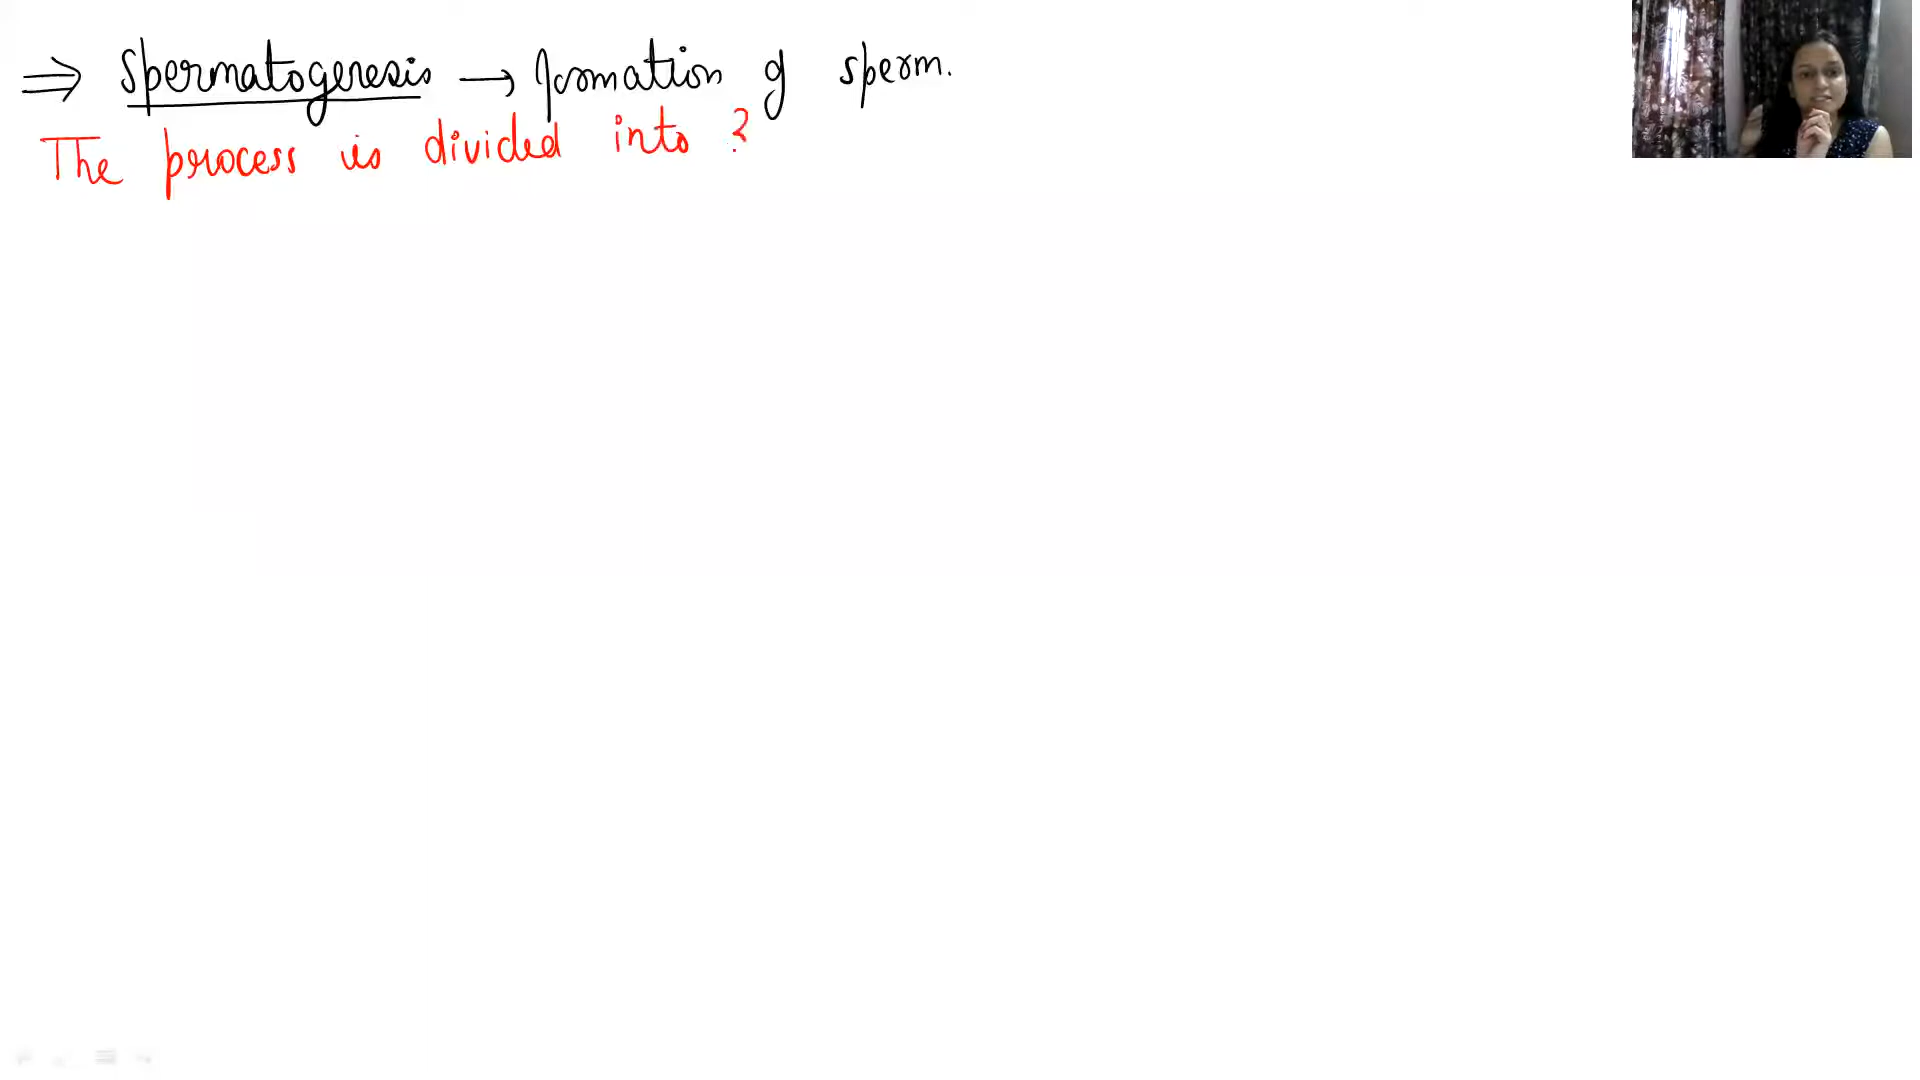 ⇒ Spermatogenesis → formation of sperm.
The process is divided into ?